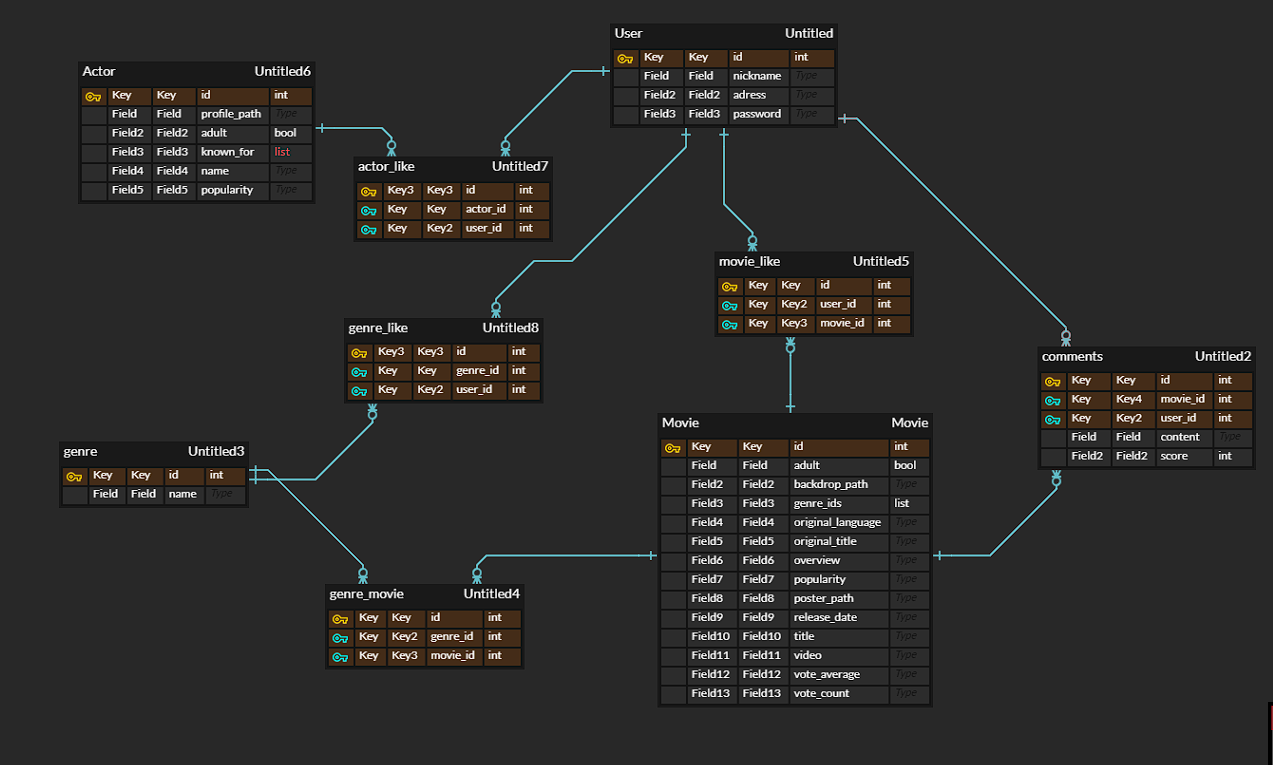 User Untitled
Key Key id int
Field Field nickname Type
Field2 Field2 adress Type
Field3 Field3 password Type
Actor Untitled6
Key Key id int
Field Field profile_path Type
Field2 Field2 adult bool
Field3 Field3 known_for list
Field4 Field4 name Type
Field5 Field5 popularity Type
actor_like Untitled7
Key3 Key3 id int
Key Key actor_id int
Key Key2 user_id int
movie_like Untitled5
Key Key id int
Key Key2 user_id int
Key Key3 movie_id int
genre_like Untitled8
Key3 Key3 id int
Key Key genre_id int
Key Key2 user_id int
comments Untitled2
Key Key id int
Key Key4 movie_id int
Key Key2 user_id int
Field Field content Type
Field2 Field2 score int
genre Untitled3
Key Key id int
Field Field name Type
Movie Movie
Key Key id int
Field Field adult bool
Field2 Field2 backdrop_path Type
Field3 Field3 genre_ids list
Field4 Field4 original_language Type
Field5 Field5 original_title Type
Field6 Field6 overview Type
Field7 Field7 popularity Type
Field8 Field8 poster_path Type
Field9 Field9 release_date Type
Field10 Field10 title Type
Field11 Field11 video Type
Field12 Field12 vote_average Type
Field13 Field13 vote_count Type
genre_movie Untitled4
Key Key id int
Key Key2 genre_id int
Key Key3 movie_id int